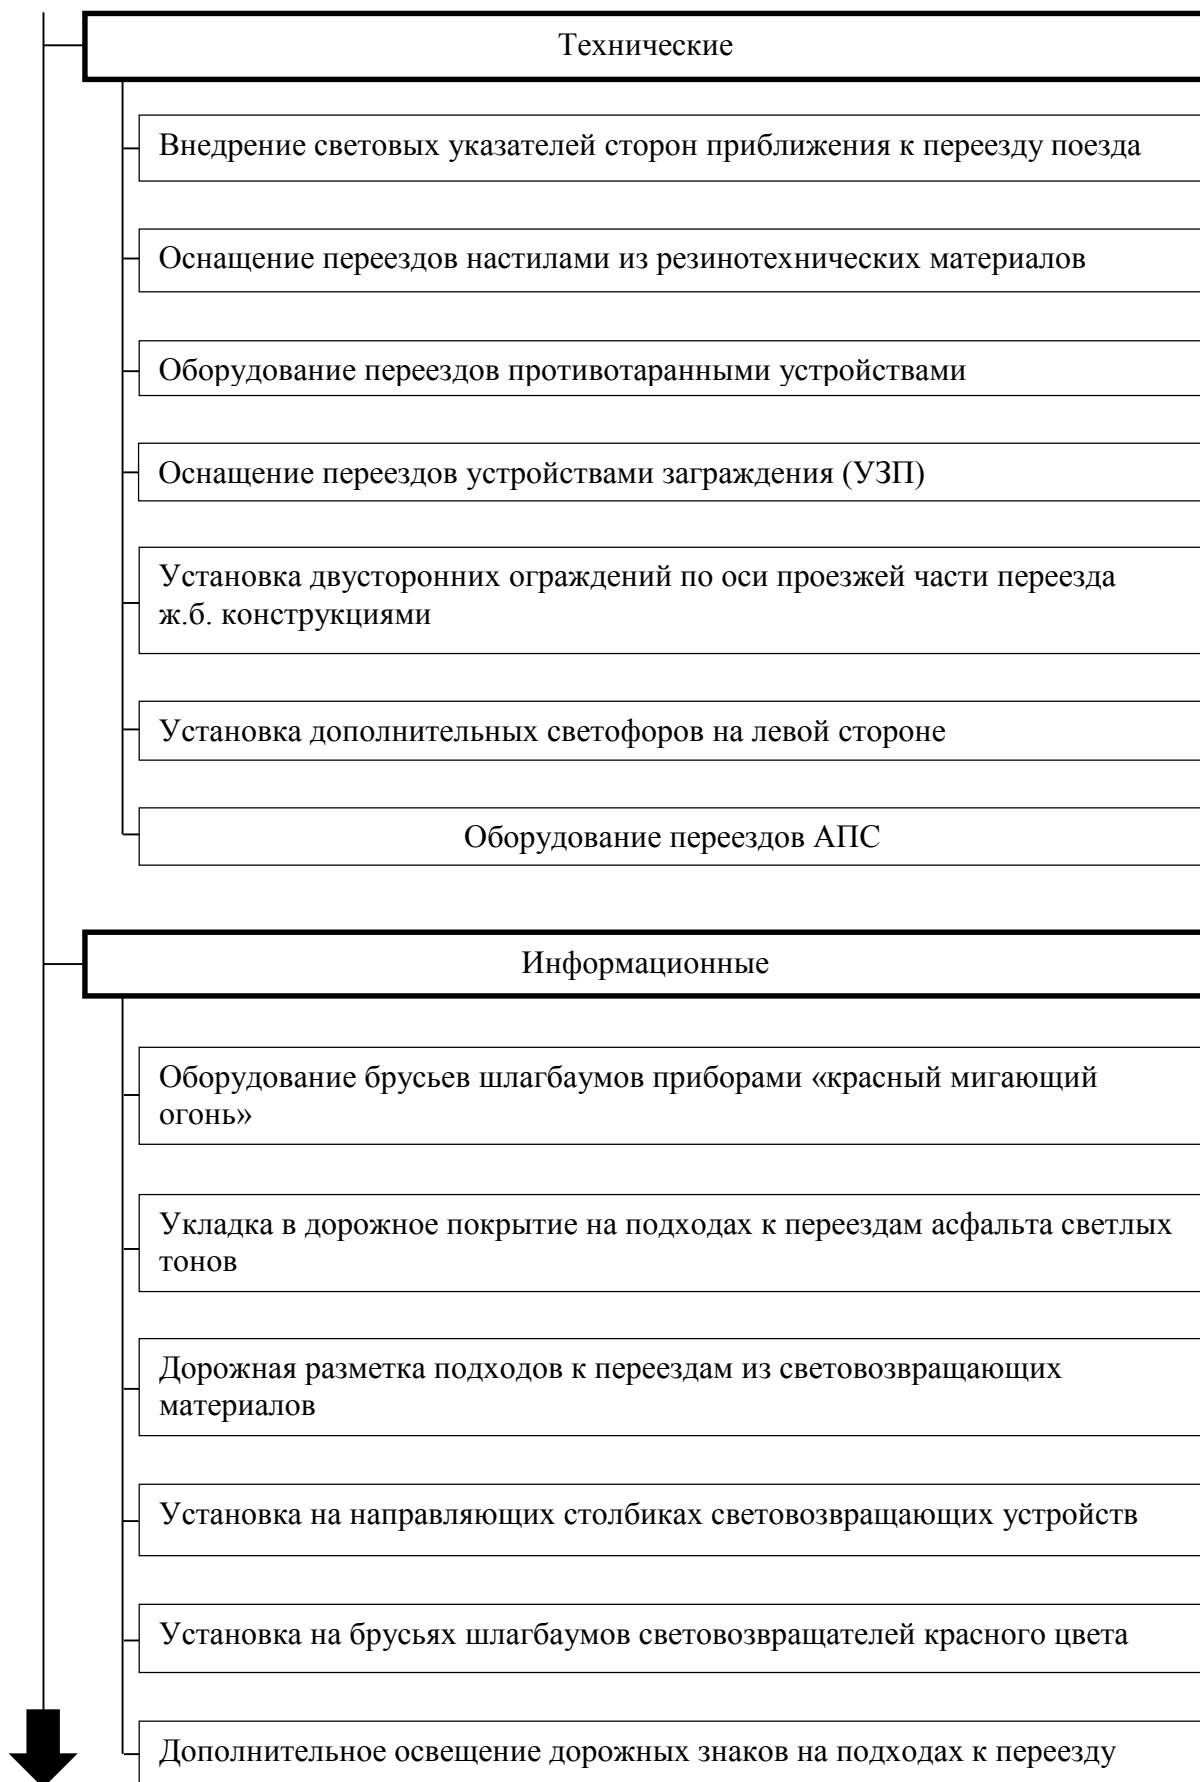 Технические
Внедрение световых указателей сторон приближения к переезду поезда
Оснащение переездов настилами из резинотехнических материалов
Оборудование переездов противотаранными устройствами
Оснащение переездов устройствами заграждения (УЗП)
Установка двусторонних ограждений по оси проезжей части переезда
ж.б. конструкциями
Установка дополнительных светофоров на левой стороне
Оборудование переездов АПС
Информационные
Оборудование брусьев шлагбаумов приборами «красный мигающий
огонь»
Укладка в дорожное покрытие на подходах к переездам асфальта светлых
тонов
Дорожная разметка подходов к переездам из световозвращающих
материалов
Установка на направляющих столбиках световозвращающих устройств
Установка на брусьях шлагбаумов световозвращателей красного цвета
Дополнительное освещение дорожных знаков на подходах к переезду